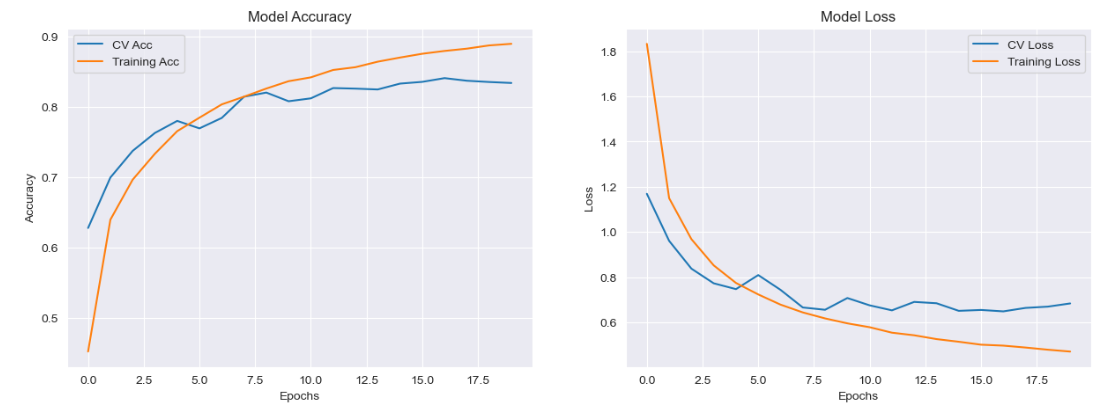 Model Accuracy
CV Acc
Training Acc
0.9
0.8
0.7
0.6
0.5
Accuracy
0.0 2.5 5.0 7.5 10.0 12.5 15.0 17.5
Epochs
Model Loss
CV Loss
Training Loss
1.8
1.6
1.4
1.2
1.0
0.8
0.6
Loss
0.0 2.5 5.0 7.5 10.0 12.5 15.0 17.5
Epochs